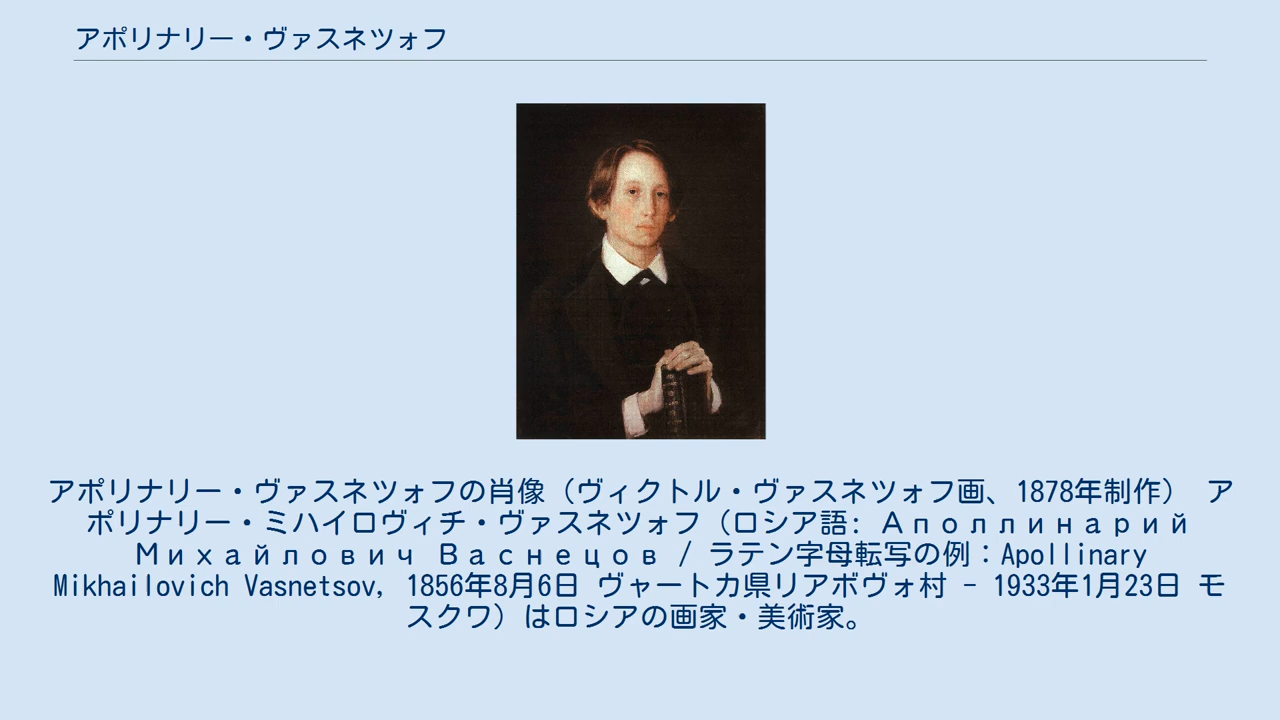 アポリナリー・ヴァスネツォフ
アポリナリー・ヴァスネツォフの肖像（ヴィクトル・ヴァスネツォフ画、1878年制作） ア
ポリナリー・ミハイロヴィチ・ヴァスネツォフ（ロシア語: Аполлинарий
Михайлович Васнецов / ラテン字母転写の例：Apollinary
Mikhailovich Vasnetsov, 1856年8月6日 ヴャートカ県リアボヴォ村 - 1933年1月23日 モ
スクワ）はロシアの画家・美術家。